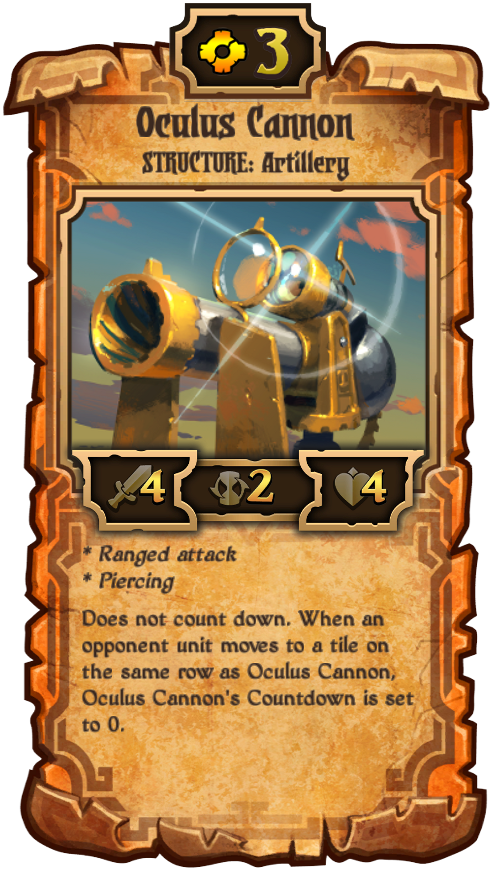 3
Oculus Cannon
STRUCTURE: Artillery
4 2 4
* Ranged attack
* Piercing
Does not count down. When an
opponent unit moves to a tile on
the same row as Oculus Cannon,
Oculus Cannon's Countdown is set
to 0.